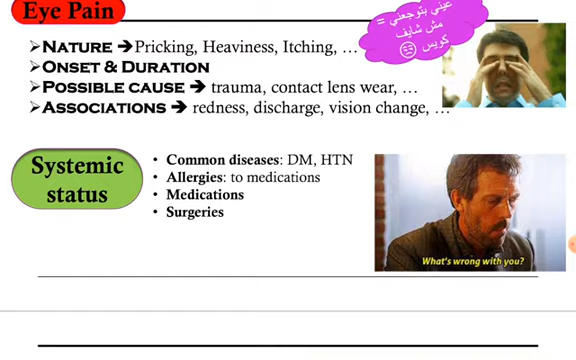 Eye Pain
عيني بتوجعني =
مش شايف
كويس
➤NATURE ➔Pricking, Heaviness, Itching, …
➤ONSET & DURATION
➤POSSIBLE CAUSE ➔ trauma, contact lens wear, …
➤ASSOCIATIONS ➔ redness, discharge, vision change, …
Systemic
status
• Common diseases: DM, HTN
• Allergies: to medications
• Medications
• Surgeries
What's wrong with you?